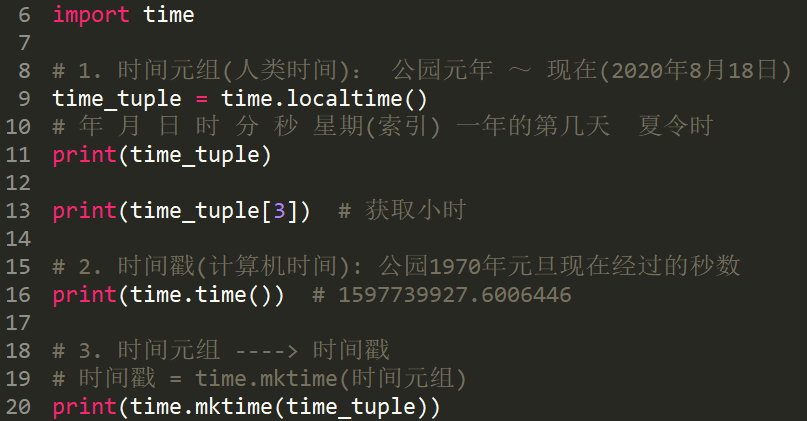 6 import time
7
8 # 1. 时间元组(人类时间)： 公园元年 ～ 现在(2020年8月18日)
9 time_tuple = time.localtime()
10 # 年 月 日 时 分 秒 星期(索引) 一年的第几天 夏令时
11 print(time_tuple)
12
13 print(time_tuple[3]) # 获取小时
14
15 # 2. 时间戳(计算机时间): 公园1970年元旦现在经过的秒数
16 print(time.time()) # 1597739927.6006446
17
18 # 3. 时间元组 ----> 时间戳
19 # 时间戳 = time.mktime(时间元组)
20 print(time.mktime(time_tuple))